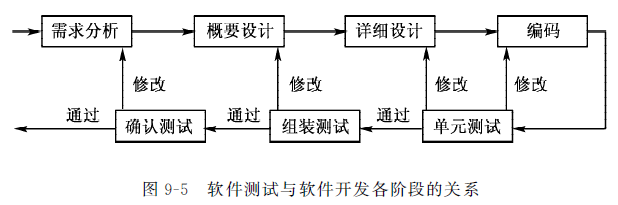 需求分析 概要设计 详细设计 编码
修改 修改 修改 修改
通过 通过 通过
确认测试 组装测试 单元测试
图 9-5 软件测试与软件开发各阶段的关系